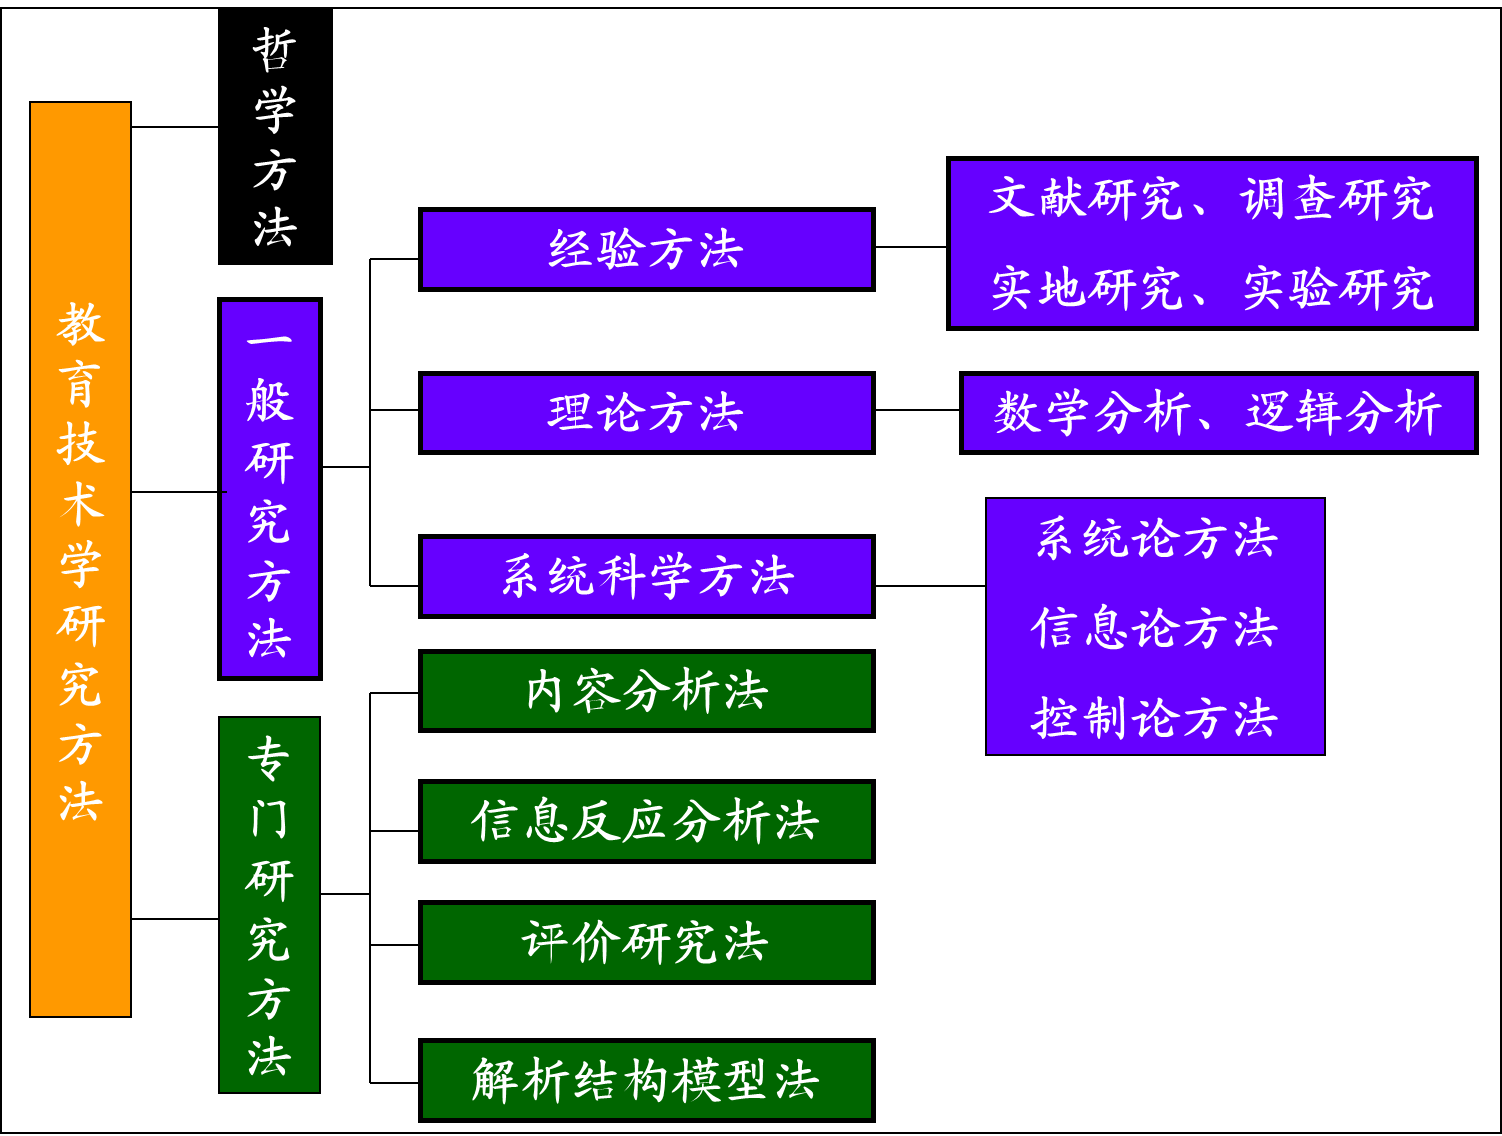 教育技术学研究方法
哲学方法
一般研究方法
经验方法
文献研究、调查研究
实地研究、实验研究
理论方法
数学分析、逻辑分析
系统科学方法
系统论方法
信息论方法
控制论方法
专门研究方法
内容分析法
信息反应分析法
评价研究法
解析结构模型法